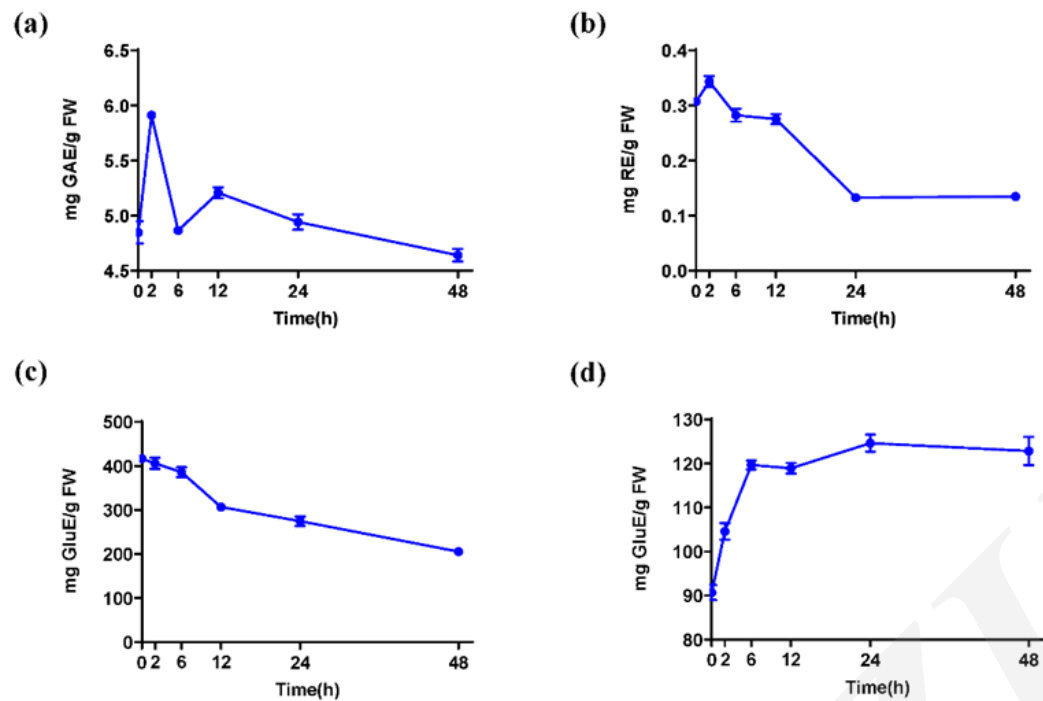 (a)
mg GAE/g FW
6.5
6.0
5.5
5.0
4.5
0 2 6 12 24 48
Time(h)
(b)
mg RE/g FW
0.4
0.3
0.2
0.1
0.0
0 2 6 12 24 48
Time(h)
(c)
mg GluE/g FW
500
400
300
200
100
0
0 2 6 12 24 48
Time(h)
(d)
mg GluE/g FW
130
120
110
100
90
80
0 2 6 12 24 48
Time(h)